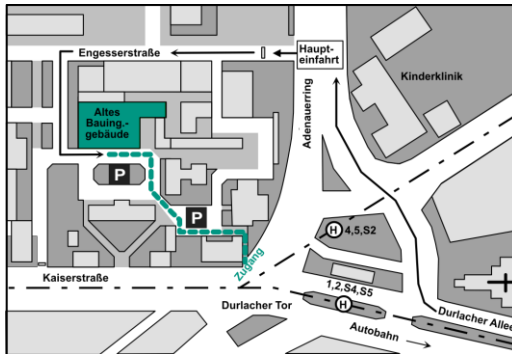 Engesserstraße
Haupt-
einfahrt
Kinderklinik
Adenauerring
Altes
Bauing.-
gebäude
P
P
H 4,5,S2
Zugang
Kaiserstraße
1,2,S4,S5
H
Durlacher Tor
Durlacher Allee
Autobahn